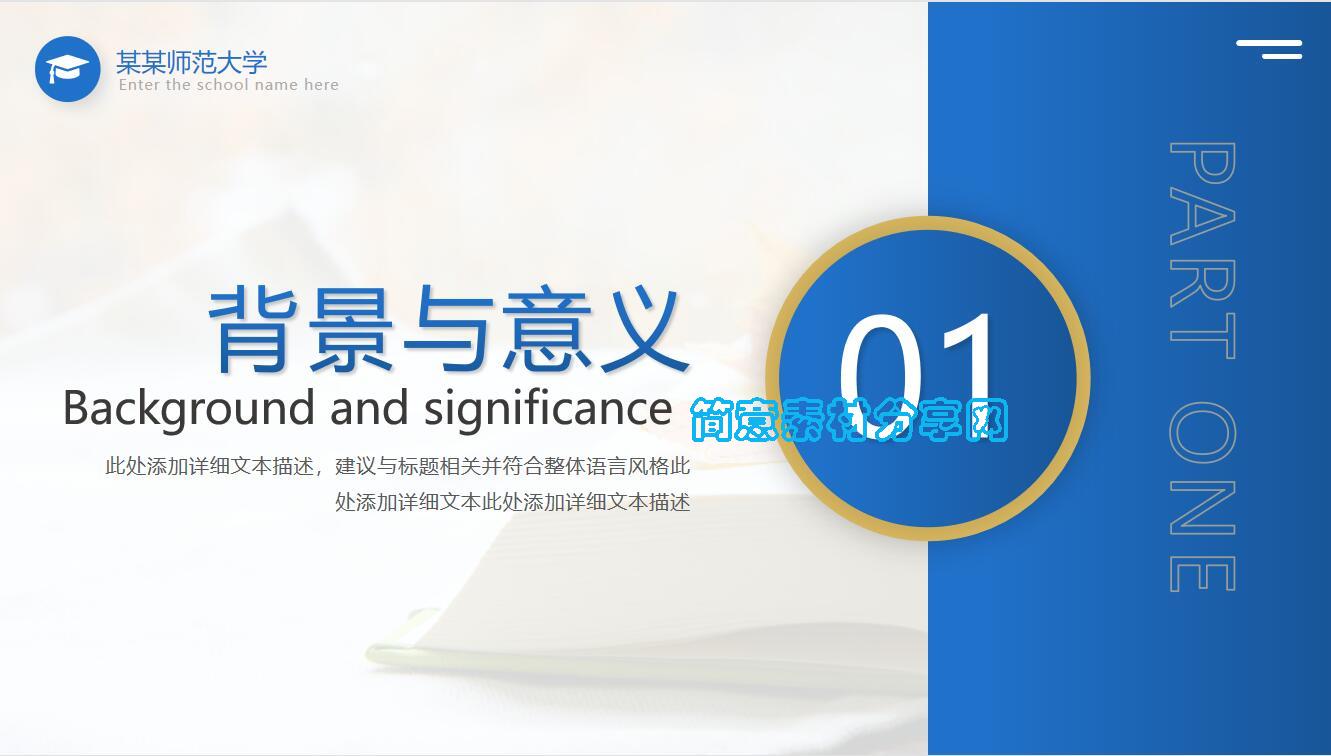 某某师范大学
Enter the school name here
背景与意义
Background and significance
此处添加详细文本描述，建议与标题相关并符合整体语言风格此
处添加详细文本此处添加详细文本描述
01
简意素材分享网
PART ONE